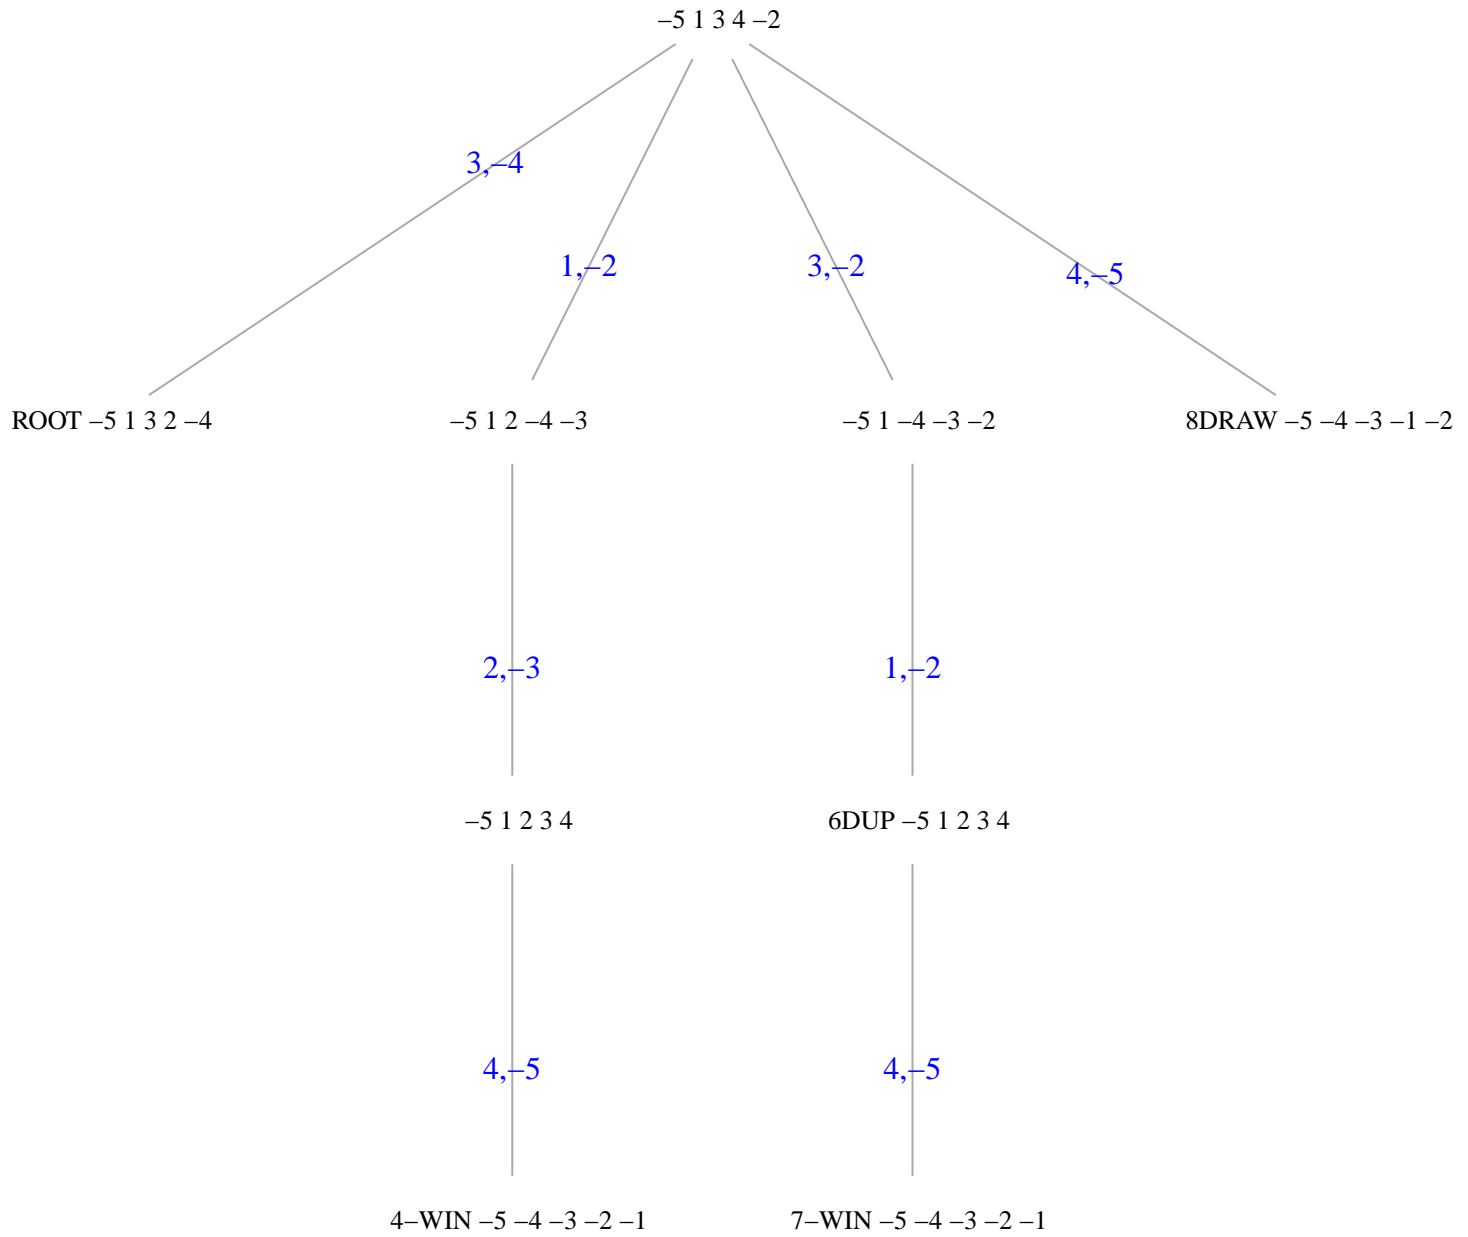 –5 1 3 4 –2
3,–4
1,–2
3,–2
4,–5
ROOT –5 1 3 2 –4
–5 1 2 –4 –3
–5 1 –4 –3 –2
8DRAW –5 –4 –3 –1 –2
2,–3
1,–2
–5 1 2 3 4
6DUP –5 1 2 3 4
4,–5
4,–5
4–WIN –5 –4 –3 –2 –1
7–WIN –5 –4 –3 –2 –1